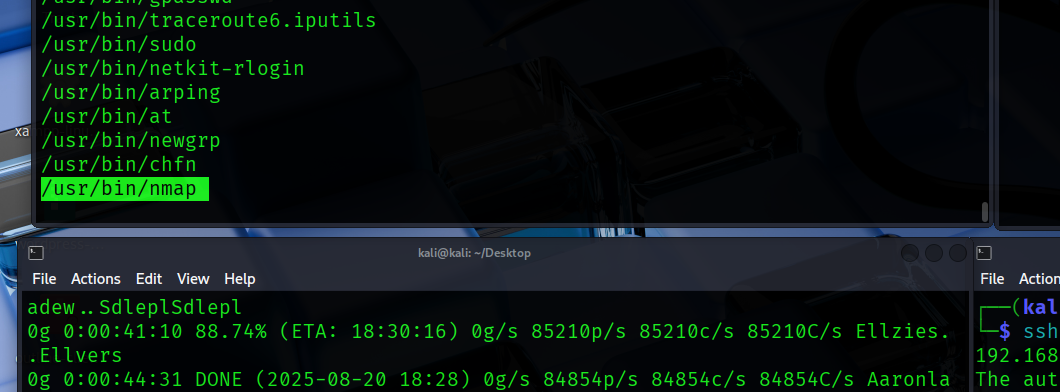 /usr/bin/gpasswd
/usr/bin/traceroute6.iputils
/usr/bin/sudo
/usr/bin/netkit-rlogin
/usr/bin/arping
/usr/bin/at
/usr/bin/newgrp
/usr/bin/chfn
/usr/bin/nmap
xa
kali@kali: ~/Desktop
File Actions Edit View Help
adew..SdleplSdlepl
0g 0:00:41:10 88.74% (ETA: 18:30:16) 0g/s 85210p/s 85210c/s 85210C/s Ellzies.
.Ellvers
0g 0:00:44:31 DONE (2025-08-20 18:28) 0g/s 84854p/s 84854c/s 84854C/s Aaronla
File Action
(kal
$ ssh
192.168
The aut